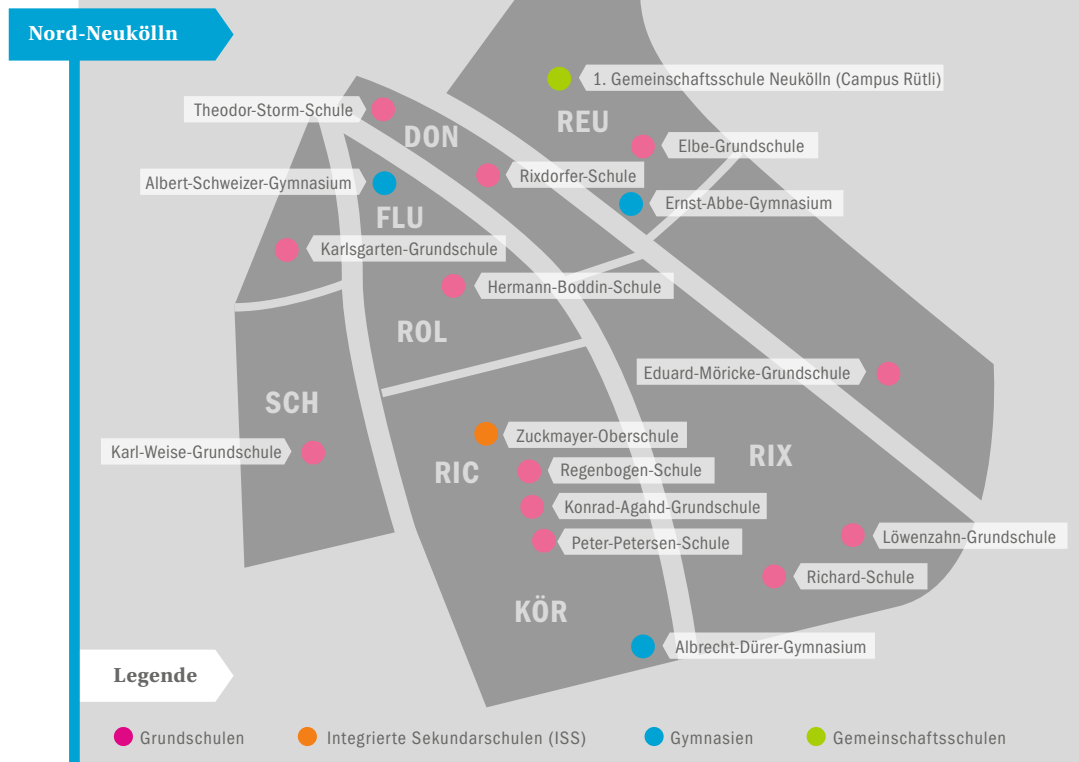 Nord-Neukölln
1. Gemeinschaftsschule Neukölln (Campus Rütli)
Theodor-Storm-Schule
REU
DON
Elbe-Grundschule
Rixdorfer-Schule
Albert-Schweizer-Gymnasium
Ernst-Abbe-Gymnasium
FLU
Karlsgarten-Grundschule
Hermann-Boddin-Schule
ROL
Eduard-Möricke-Grundschule
SCH
Zuckmayer-Oberschule
Karl-Weise-Grundschule
RIX
RIC
Regenbogen-Schule
Konrad-Agahd-Grundschule
Löwenzahn-Grundschule
Peter-Petersen-Schule
Richard-Schule
KÖR
Albrecht-Dürer-Gymnasium
Legende
Grundschulen
Integrierte Sekundarschulen (ISS)
Gymnasien
Gemeinschaftsschulen